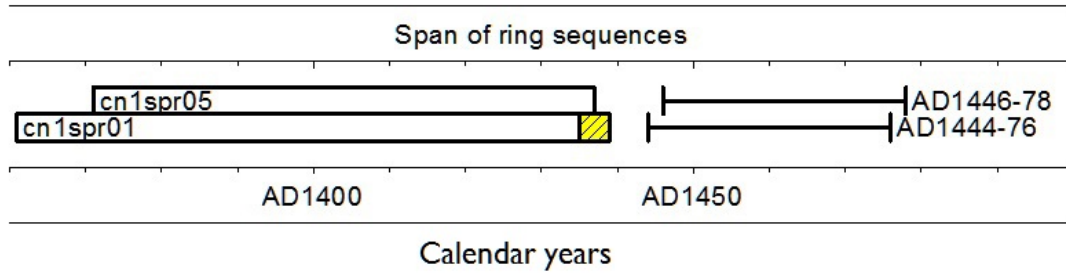 Span of ring sequences
cn1spr05 AD1446-78
cn1spr01 AD1444-76
AD1400 AD1450
Calendar years